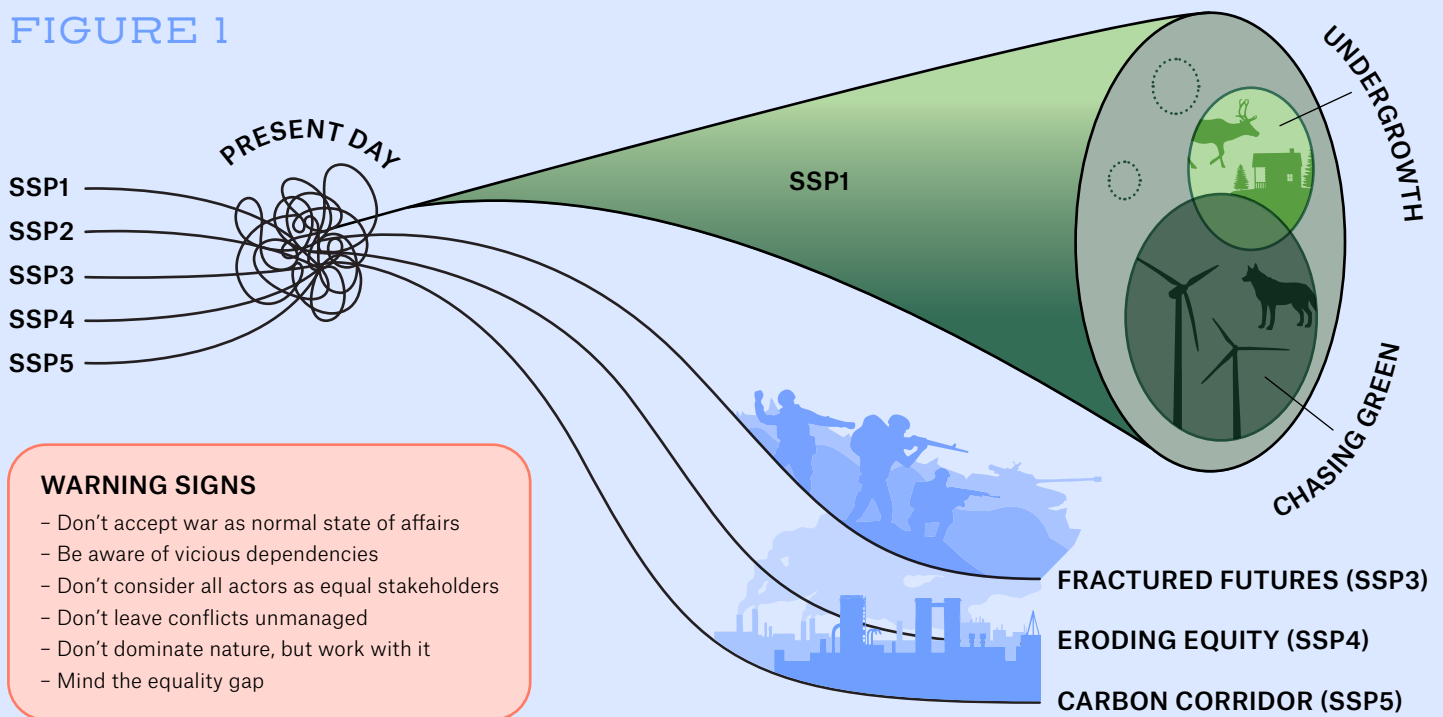 FIGURE 1
PRESENT DAY
SSP1
SSP2
SSP3
SSP4
SSP5
SSP1
UNDERGROWTH
CHASING GREEN
WARNING SIGNS
– Don’t accept war as normal state of affairs
– Be aware of vicious dependencies
– Don’t consider all actors as equal stakeholders
– Don’t leave conflicts unmanaged
– Don’t dominate nature, but work with it
– Mind the equality gap
FRACTURED FUTURES (SSP3)
ERODING EQUITY (SSP4)
CARBON CORRIDOR (SSP5)